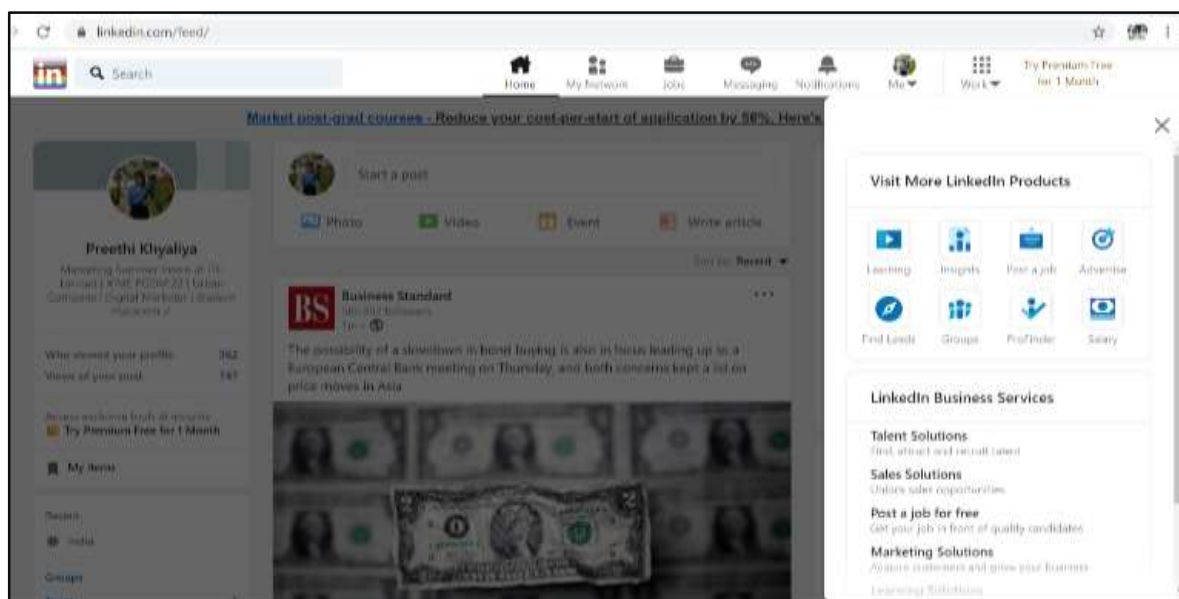 linkedin.com/feed/
in
Search
Home
My Network
Jobs
Messaging
Notifications
Me
Work
Try Premium Free
for 1 Month
Market post-grad courses - Reduce your cost-per-start of application by 56%. Here's
Start a post
Photo
Video
Event
Write article
Preethi Khyaliya
Sort by: Recent
BS
Business Standard
The possibility of a slowdown in bond buying is also in focus leading up to a
European Central Bank meeting on Thursday, and both concerns kept a lid on
price moves in Asia
Who viewed your profile 362
Views of your post
Try Premium Free for 1 Month
My items
Recent
India
Groups
Visit More LinkedIn Products
Learning
Insights
Post a job
Advertise
Find Leads
Groups
ProFinder
Salary
LinkedIn Business Services
Talent Solutions
Find, attract and recruit talent
Sales Solutions
Unlock sales opportunities
Post a job for free
Get your job in front of quality candidates
Marketing Solutions
Acquire customers and grow your business
Learning Solutions